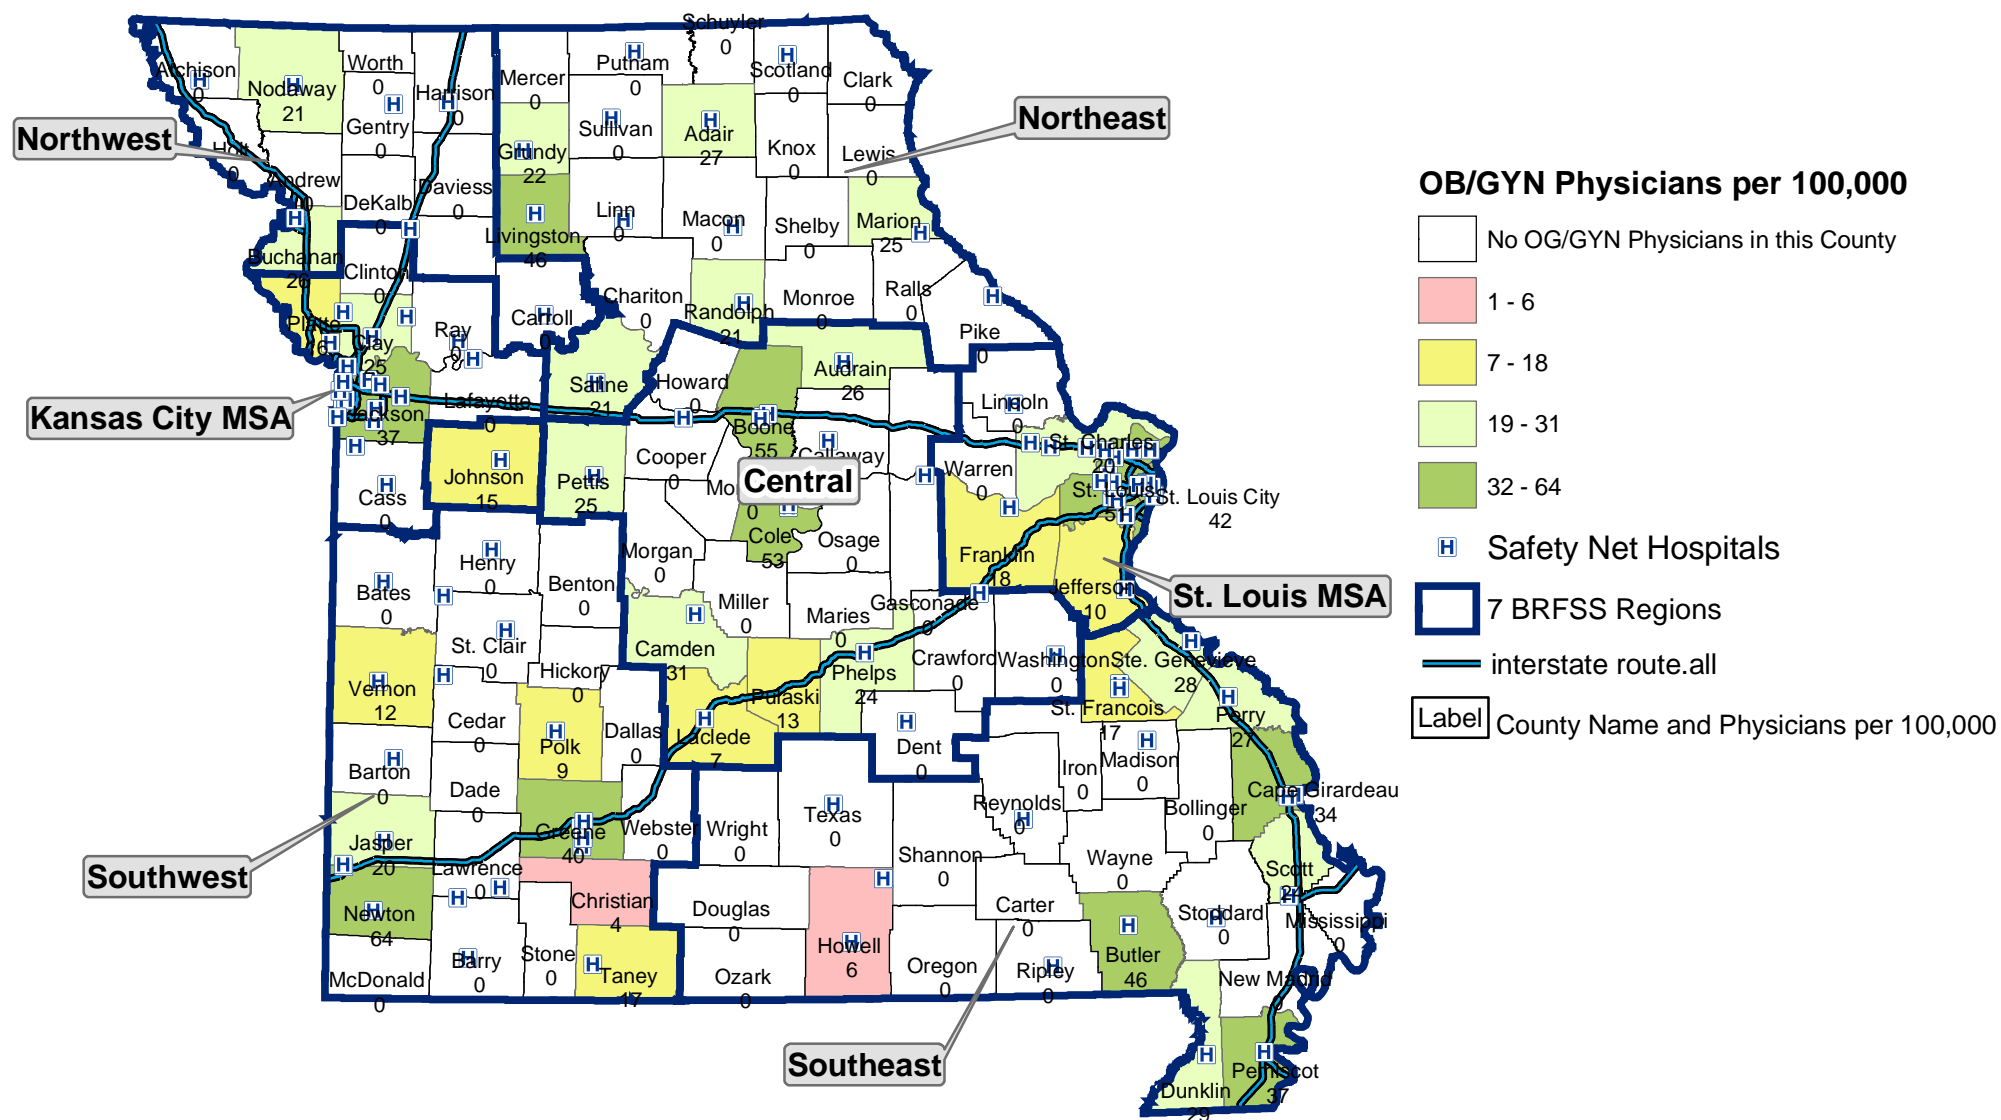 Schuyler
0
Atchison
0
Nodaway
21
Worth
0
Harrison
0
Mercer
0
Putnam
0
Scotland
0
Clark
0
Gentry
0
Sullivan
0
Adair
27
Knox
0
Lewis
0
Northeast
Northwest
Holt
0
Andrew
0
DeKalb
0
Daviess
0
Grundy
22
Livingston
46
Linn
0
Macon
0
Shelby
0
Marion
25
Buchanan
26
Clinton
0
Chariton
0
Randolph
21
Monroe
0
Ralls
0
Pike
0
Platte
16
Clay
25
Ray
0
Carroll
0
Saline
21
Howard
0
Audrain
26
Lincoln
0
Kansas City MSA
Jackson
37
Lafayette
0
Boone
55
Callaway
St. Charles
20
Johnson
15
Pettis
25
Cooper
0
Mo
0
Central
Warren
0
St. Louis
51
St. Louis City
42
Cass
0
Henry
0
Benton
0
Morgan
0
Cole
53
Osage
0
Franklin
18
Jefferson
10
St. Louis MSA
Bates
0
St. Clair
0
Hickory
0
Miller
0
Maries
0
Gasconade
0
Camden
31
Pulaski
13
Phelps
24
Crawford
0
Washington
0
Ste. Genevieve
28
Vernon
12
Cedar
0
Polk
9
Dallas
0
Laclede
7
Dent
0
St. Francois
17
Perry
27
Barton
0
Dade
0
Greene
40
Webster
0
Wright
0
Texas
0
Reynolds
0
Iron
0
Madison
0
Bollinger
0
Cape Girardeau
34
Southwest
Jasper
20
Lawrence
0
Christian
4
Shannon
0
Wayne
0
Scott
24
Newton
64
Douglas
0
Howell
6
Carter
0
Stoddard
0
Mississippi
0
McDonald
0
Barry
0
Stone
0
Taney
17
Ozark
0
Oregon
0
Ripley
0
Butler
46
New Madrid
0
Southeast
Dunklin
29
Pemiscot
37
OB/GYN Physicians per 100,000
No OG/GYN Physicians in this County
1 - 6
7 - 18
19 - 31
32 - 64
H Safety Net Hospitals
7 BRFSS Regions
interstate route.all
Label County Name and Physicians per 100,000